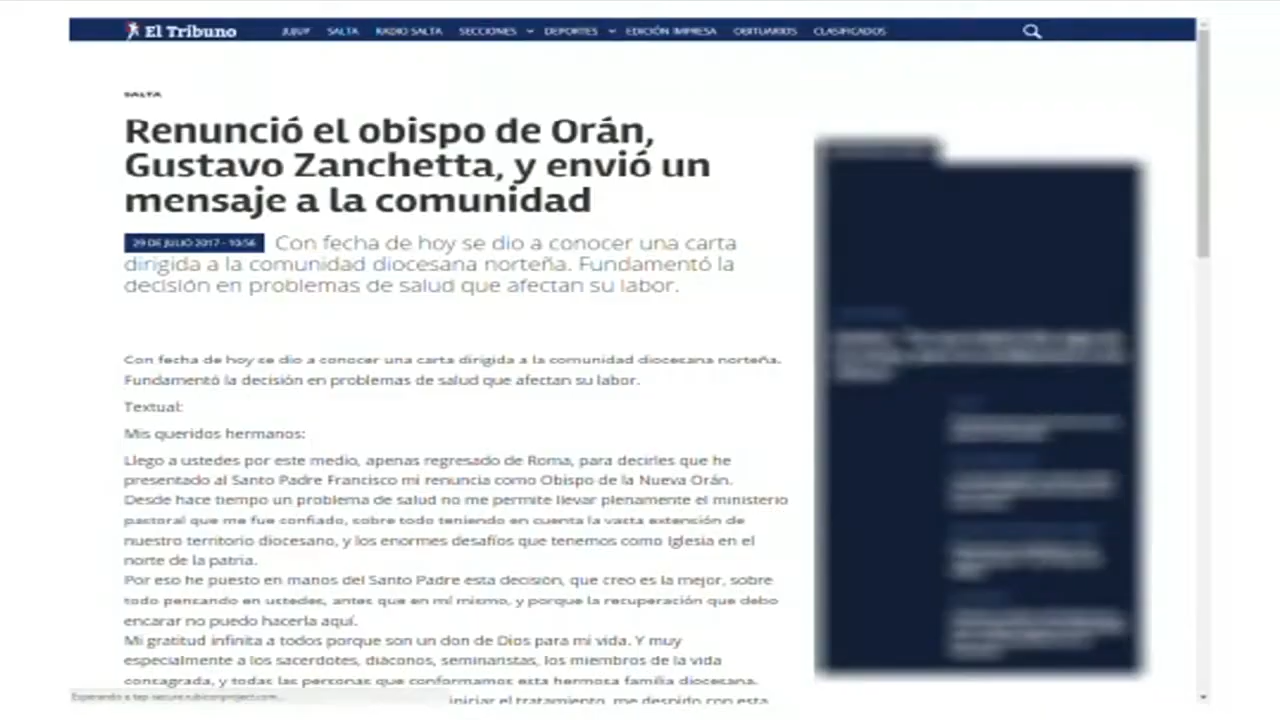 El Tribuno JUJUY SALTA RADIO SALTA SECCIONES DEPORTES EDICIÓN IMPRESA OBITUARIOS CLASIFICADOS
SALTA
Renunció el obispo de Orán,
Gustavo Zanchetta, y envió un
mensaje a la comunidad
29 DE JULIO 2017 - 10:56 Con fecha de hoy se dio a conocer una carta
dirigida a la comunidad diocesana norteña. Fundamentó la
decisión en problemas de salud que afectan su labor.
Con fecha de hoy se dio a conocer una carta dirigida a la comunidad diocesana norteña.
Fundamentó la decisión en problemas de salud que afectan su labor.
Textual:
Mis queridos hermanos:
Llego a ustedes por este medio, apenas regresado de Roma, para decirles que he
presentado al Santo Padre Francisco mi renuncia como Obispo de la Nueva Orán.
Desde hace tiempo un problema de salud no me permite llevar plenamente el ministerio
pastoral que me fue confiado, sobre todo teniendo en cuenta la vasta extensión de
nuestro territorio diocesano, y los enormes desafíos que tenemos como Iglesia en el
norte de la patria.
Por eso he puesto en manos del Santo Padre esta decisión, que creo es la mejor, sobre
todo pensando en ustedes, antes que en mí mismo, y porque la recuperación que debo
encarar no puedo hacerla aquí.
Mi gratitud infinita a todos porque son un don de Dios para mi vida. Y muy
especialmente a los sacerdotes, diáconos, seminaristas, los miembros de la vida
consagrada, y todas las personas que conformamos esta hermosa familia diocesana.
iniciar el tratamiento, me despido con esta
Esperando a tap-secure.rubiconproject.com...